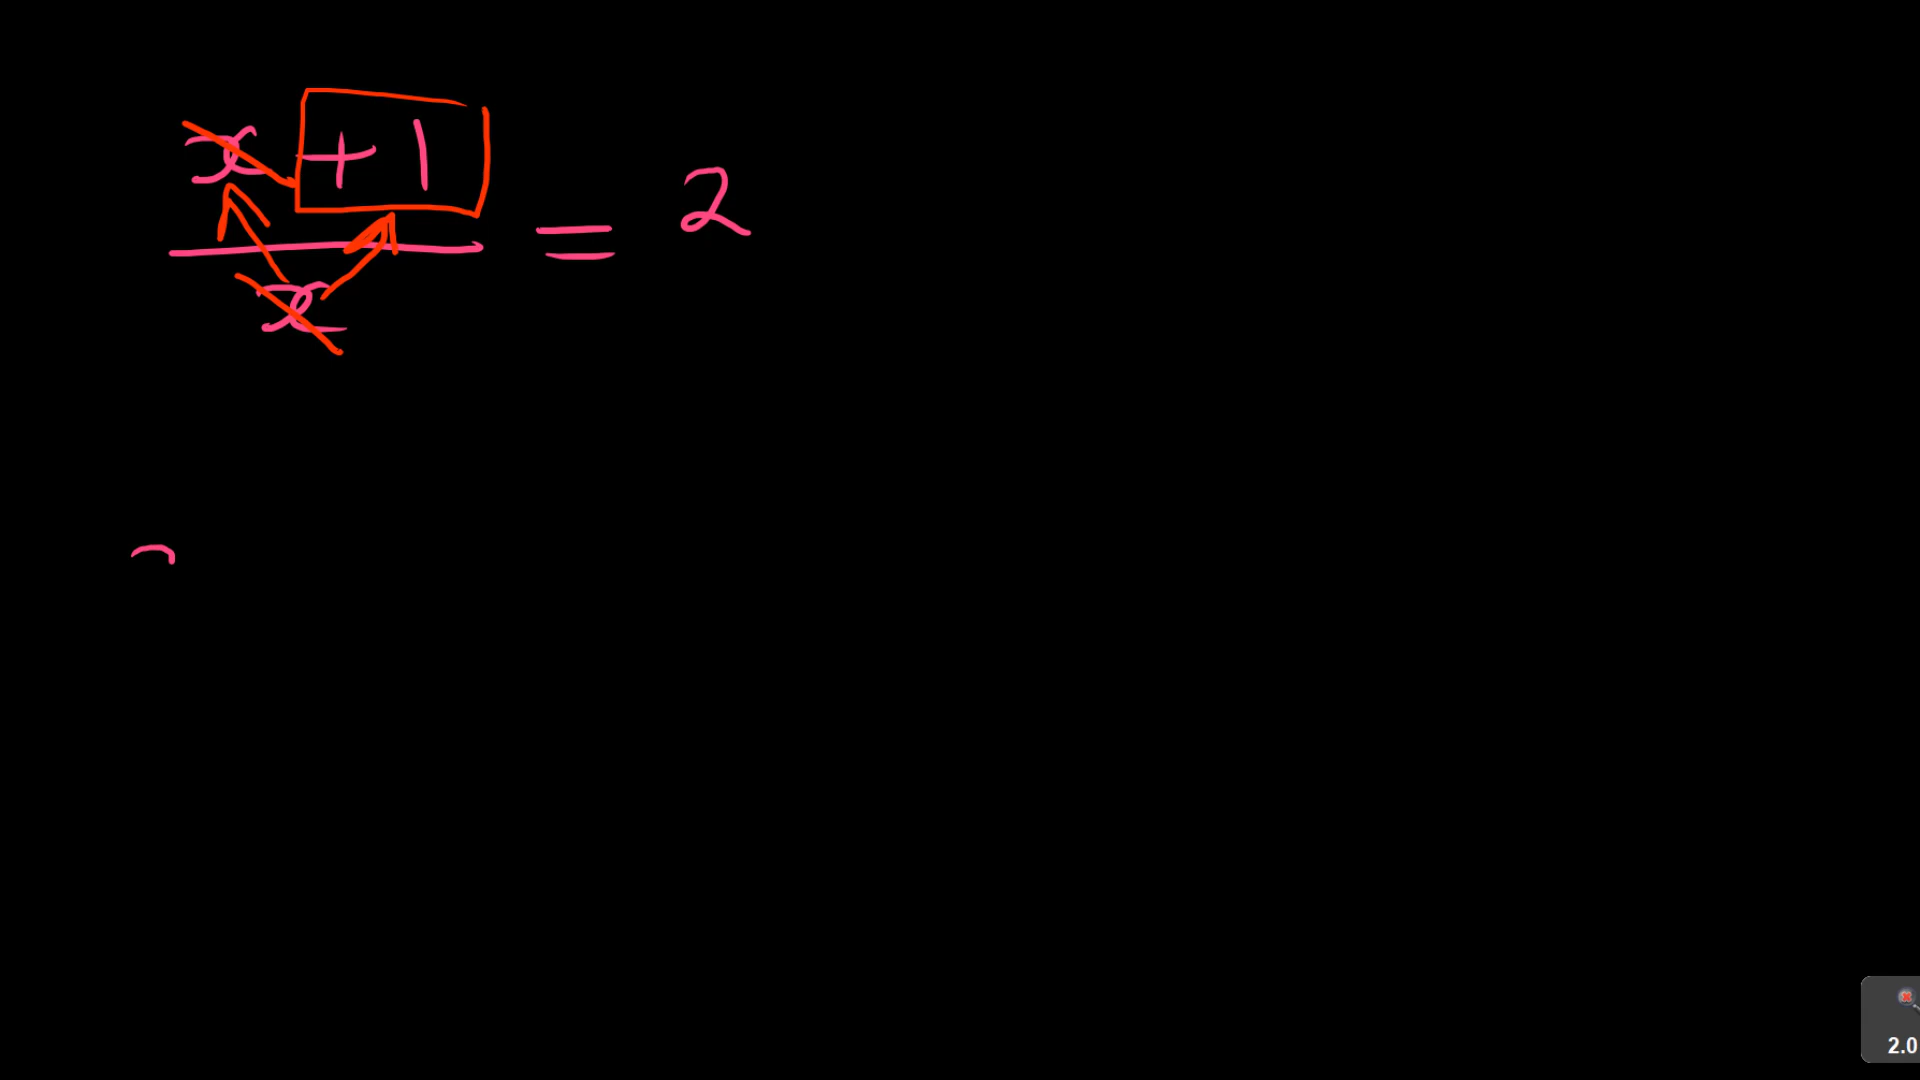 x + 1
x
= 2
2.0